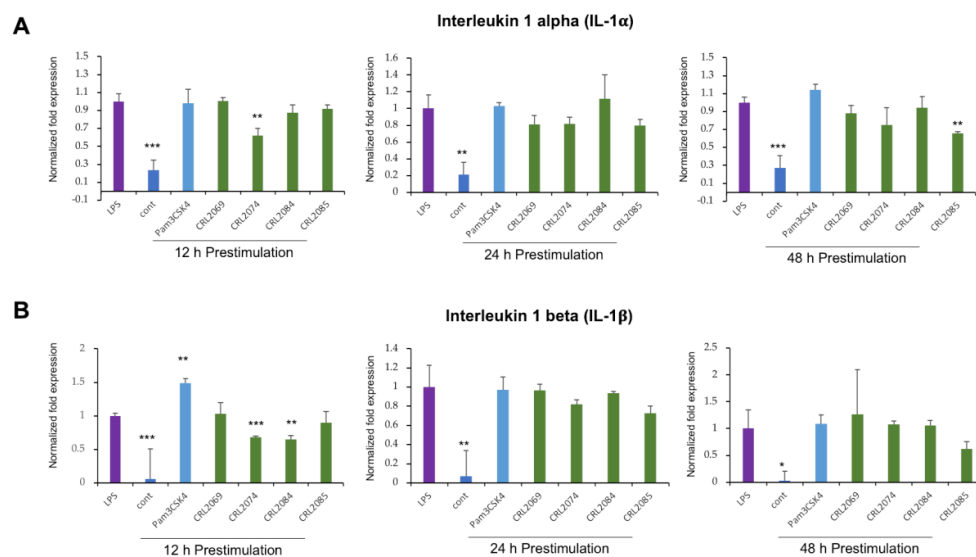 A
Interleukin 1 alpha (IL-1α)
Normalized fold expression
1.5
1.3
1.1
0.9
0.7
0.5
0.3
0.1
-0.1
***
**
LPS
cont
Pam3CSK4
CRL2069
CRL2074
CRL2084
CRL2085
12 h Prestimulation
Normalized fold expression
1.6
1.4
1.2
1
0.8
0.6
0.4
0.2
0
**
LPS
cont
Pam3CSK4
CRL2069
CRL2074
CRL2084
CRL2085
24 h Prestimulation
Normalized fold expression
1.5
1.3
1.1
0.9
0.7
0.5
0.3
0.1
-0.1
***
**
LPS
cont
Pam3CSK4
CRL2069
CRL2074
CRL2084
CRL2085
48 h Prestimulation
B
Interleukin 1 beta (IL-1β)
Normalized fold expression
2
1.5
1
0.5
0
***
**
***
**
LPS
cont
Pam3CSK4
CRL2069
CRL2074
CRL2084
CRL2085
12 h Prestimulation
Normalized fold expression
1.4
1.2
1
0.8
0.6
0.4
0.2
0
**
LPS
cont
Pam3CSK4
CRL2069
CRL2074
CRL2084
CRL2085
24 h Prestimulation
Normalized fold expression
2.5
2
1.5
1
0.5
0
*
LPS
cont
Pam3CSK4
CRL2069
CRL2074
CRL2084
CRL2085
48 h Prestimulation